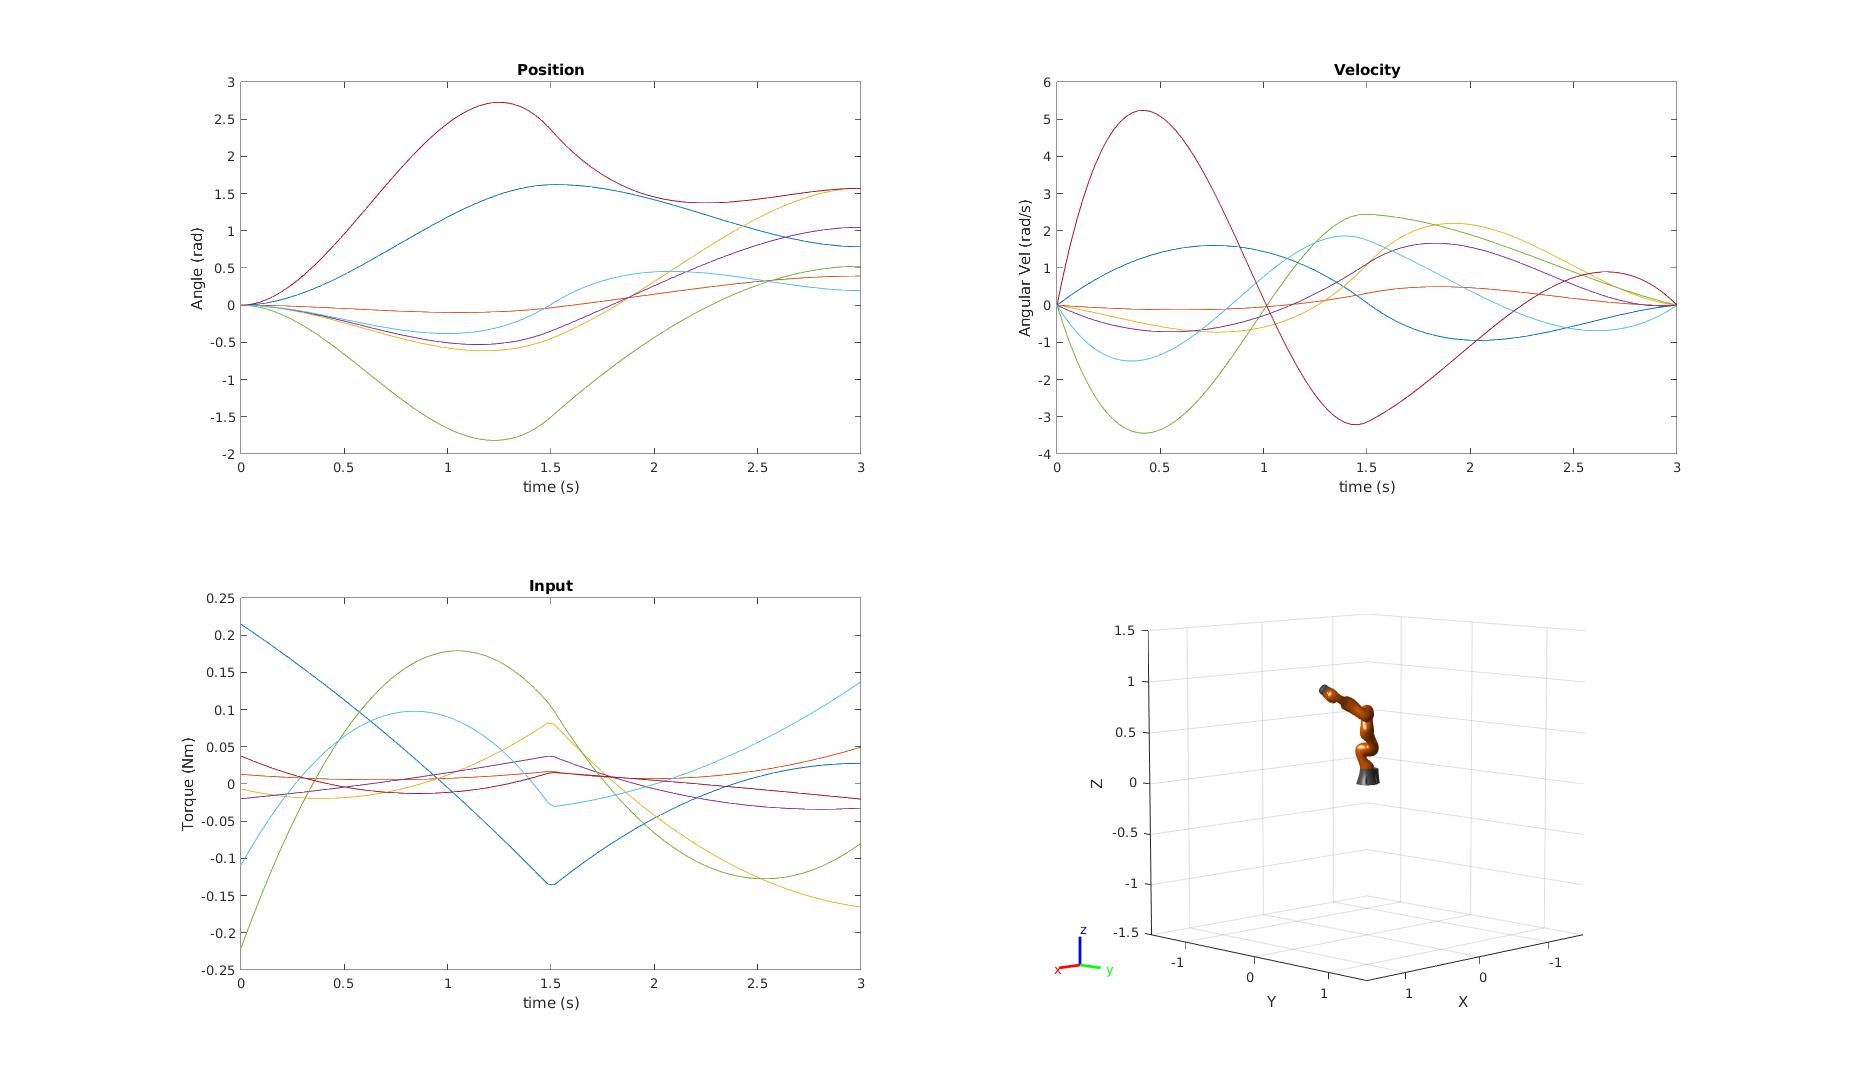 Position
3
2.5
2
1.5
1
0.5
0
-0.5
-1
-1.5
-2
Angle (rad)
0 0.5 1 1.5 2 2.5 3
time (s)
Velocity
6
5
4
3
2
1
0
-1
-2
-3
-4
Angular Vel (rad/s)
0 0.5 1 1.5 2 2.5 3
time (s)
Input
0.25
0.2
0.15
0.1
0.05
0
-0.05
-0.1
-0.15
-0.2
-0.25
Torque (Nm)
0 0.5 1 1.5 2 2.5 3
time (s)
1.5
1
0.5
0
-0.5
-1
-1.5
Z
-1 0 1
Y
1 0 -1
X
z
x
y